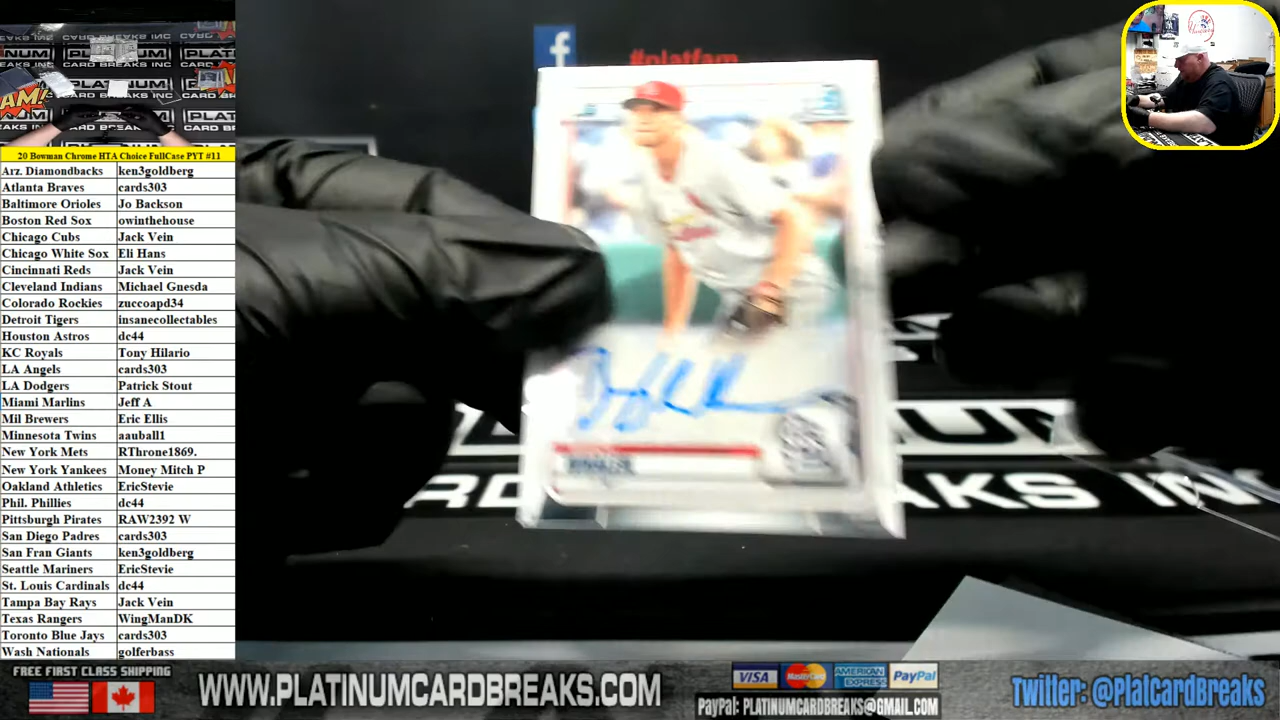 20 Bowman Chrome HTA Choice FullCase PYT #11
Arz. Diamondbacks ken3goldberg
Atlanta Braves cards303
Baltimore Orioles Jo Backson
Boston Red Sox owinthehouse
Chicago Cubs Jack Vein
Chicago White Sox Eli Hans
Cincinnati Reds Jack Vein
Cleveland Indians Michael Gnesda
Colorado Rockies zuccoapd34
Detroit Tigers insanecollectables
Houston Astros dc44
KC Royals Tony Hilario
LA Angels cards303
LA Dodgers Patrick Stout
Miami Marlins Jeff A
Mil Brewers Eric Ellis
Minnesota Twins aauball1
New York Mets RThrone1869.
New York Yankees Money Mitch P
Oakland Athletics EricStevie
Phil. Phillies dc44
Pittsburgh Pirates RAW2392 W
San Diego Padres cards303
San Fran Giants ken3goldberg
Seattle Mariners EricStevie
St. Louis Cardinals dc44
Tampa Bay Rays Jack Vein
Texas Rangers WingManDK
Toronto Blue Jays cards303
Wash Nationals golferbass
f #platfam
FREE FIRST CLASS SHIPPING
WWW.PLATINUMCARDBREAKS.COM
VISA MasterCard AMERICAN EXPRESS PayPal
PayPal: PLATINUMCARDBREAKS@GMAIL.COM
Twitter: @PlatCardBreaks